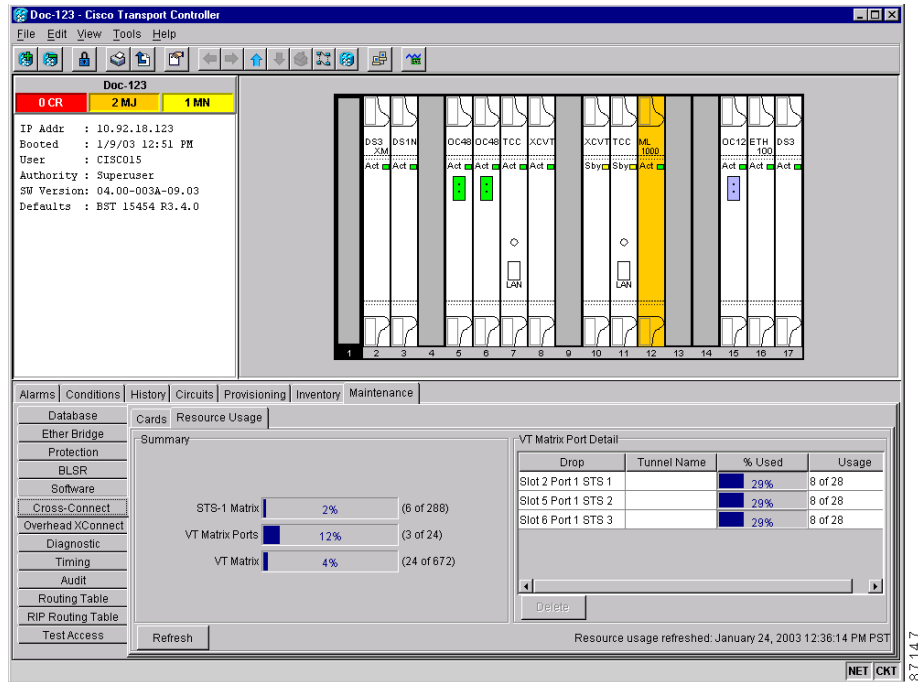 Doc-123 - Cisco Transport Controller
File Edit View Tools Help
Doc-123
0 CR 2 MJ 1 MN
IP Addr : 10.92.18.123
Booted : 1/9/03 12:51 PM
User : CISCO15
Authority : Superuser
SW Version: 04.00-003A-09.03
Defaults : BST 15454 R3.4.0
DS3 XM DS1N OC48 OC48 TCC XCVT XCVT TCC ML 1000 OC12 ETH 100 DS3
Act Act Act Act Act Act Sby Sby Act Act Act Act
LAN LAN
1 2 3 4 5 6 7 8 9 10 11 12 13 14 15 16 17
Alarms Conditions History Circuits Provisioning Inventory Maintenance
Database
Ether Bridge
Protection
BLSR
Software
Cross-Connect
Overhead XConnect
Diagnostic
Timing
Audit
Routing Table
RIP Routing Table
Test Access
Cards Resource Usage
Summary
STS-1 Matrix 2% (6 of 288)
VT Matrix Ports 12% (3 of 24)
VT Matrix 4% (24 of 672)
VT Matrix Port Detail
Drop Tunnel Name % Used Usage
Slot 2 Port 1 STS 1 29% 8 of 28
Slot 5 Port 1 STS 2 29% 8 of 28
Slot 6 Port 1 STS 3 29% 8 of 28
Delete
Refresh
Resource usage refreshed: January 24, 2003 12:36:14 PM PST
NET CKT
87147